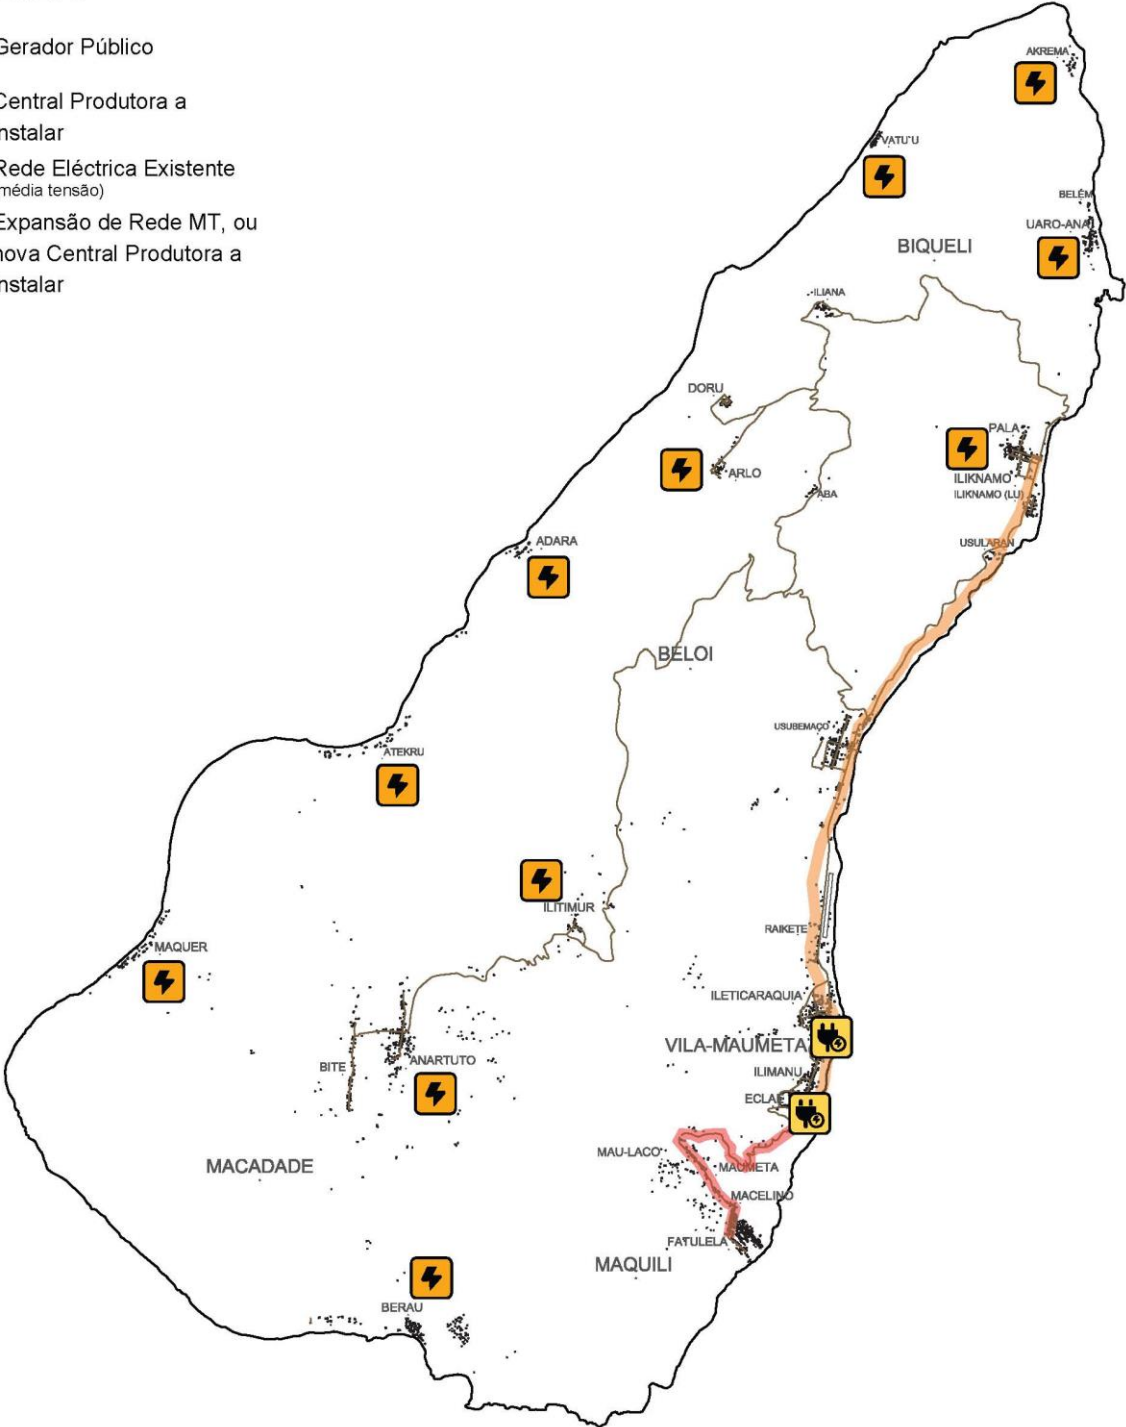 Gerador Público
Central Produtora a
nstalar
Rede Eléctrica Existente
média tensão)
Expansão de Rede MT, ou
nova Central Produtora a
nstalar
AKREMA
VATU'U
BELÉM
UARO-ANA
BIQUELI
ILIANA
DORU
PALA
ARLO
ILIKNAMO
ILIKNAMO (LU)
ABA
ADARA
USULARAN
BELOI
USUBEMAÇO
ATEKRU
ILITIMUR
RAIKETE
MAQUER
ILETICARAQUIA
VILA-MAUMETA
BITE
ANARTUTO
ILIMANU
ECLAE
MAU-LACO
MACADADE
MAUMETA
MACELINO
FATULELA
MAQUILI
BERAU